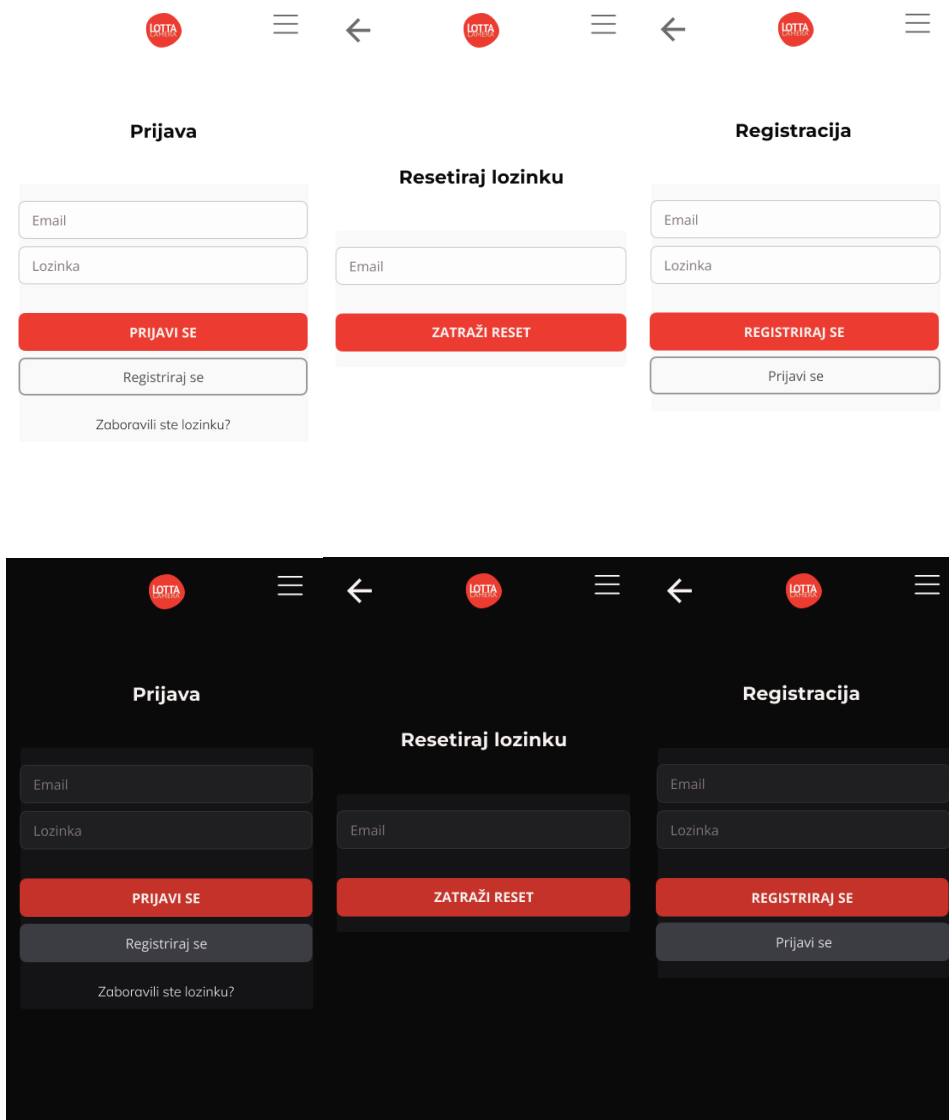 LOTTA
CAMERA
Prijava
Email
Lozinka
PRIJAVI SE
Registriraj se
Zaboravili ste lozinku?
LOTTA
CAMERA
Resetiraj lozinku
Email
ZATRAŽI RESET
LOTTA
CAMERA
Registracija
Email
Lozinka
REGISTRIRAJ SE
Prijavi se
LOTTA
CAMERA
Prijava
Email
Lozinka
PRIJAVI SE
Registriraj se
Zaboravili ste lozinku?
LOTTA
CAMERA
Resetiraj lozinku
Email
ZATRAŽI RESET
LOTTA
CAMERA
Registracija
Email
Lozinka
REGISTRIRAJ SE
Prijavi se